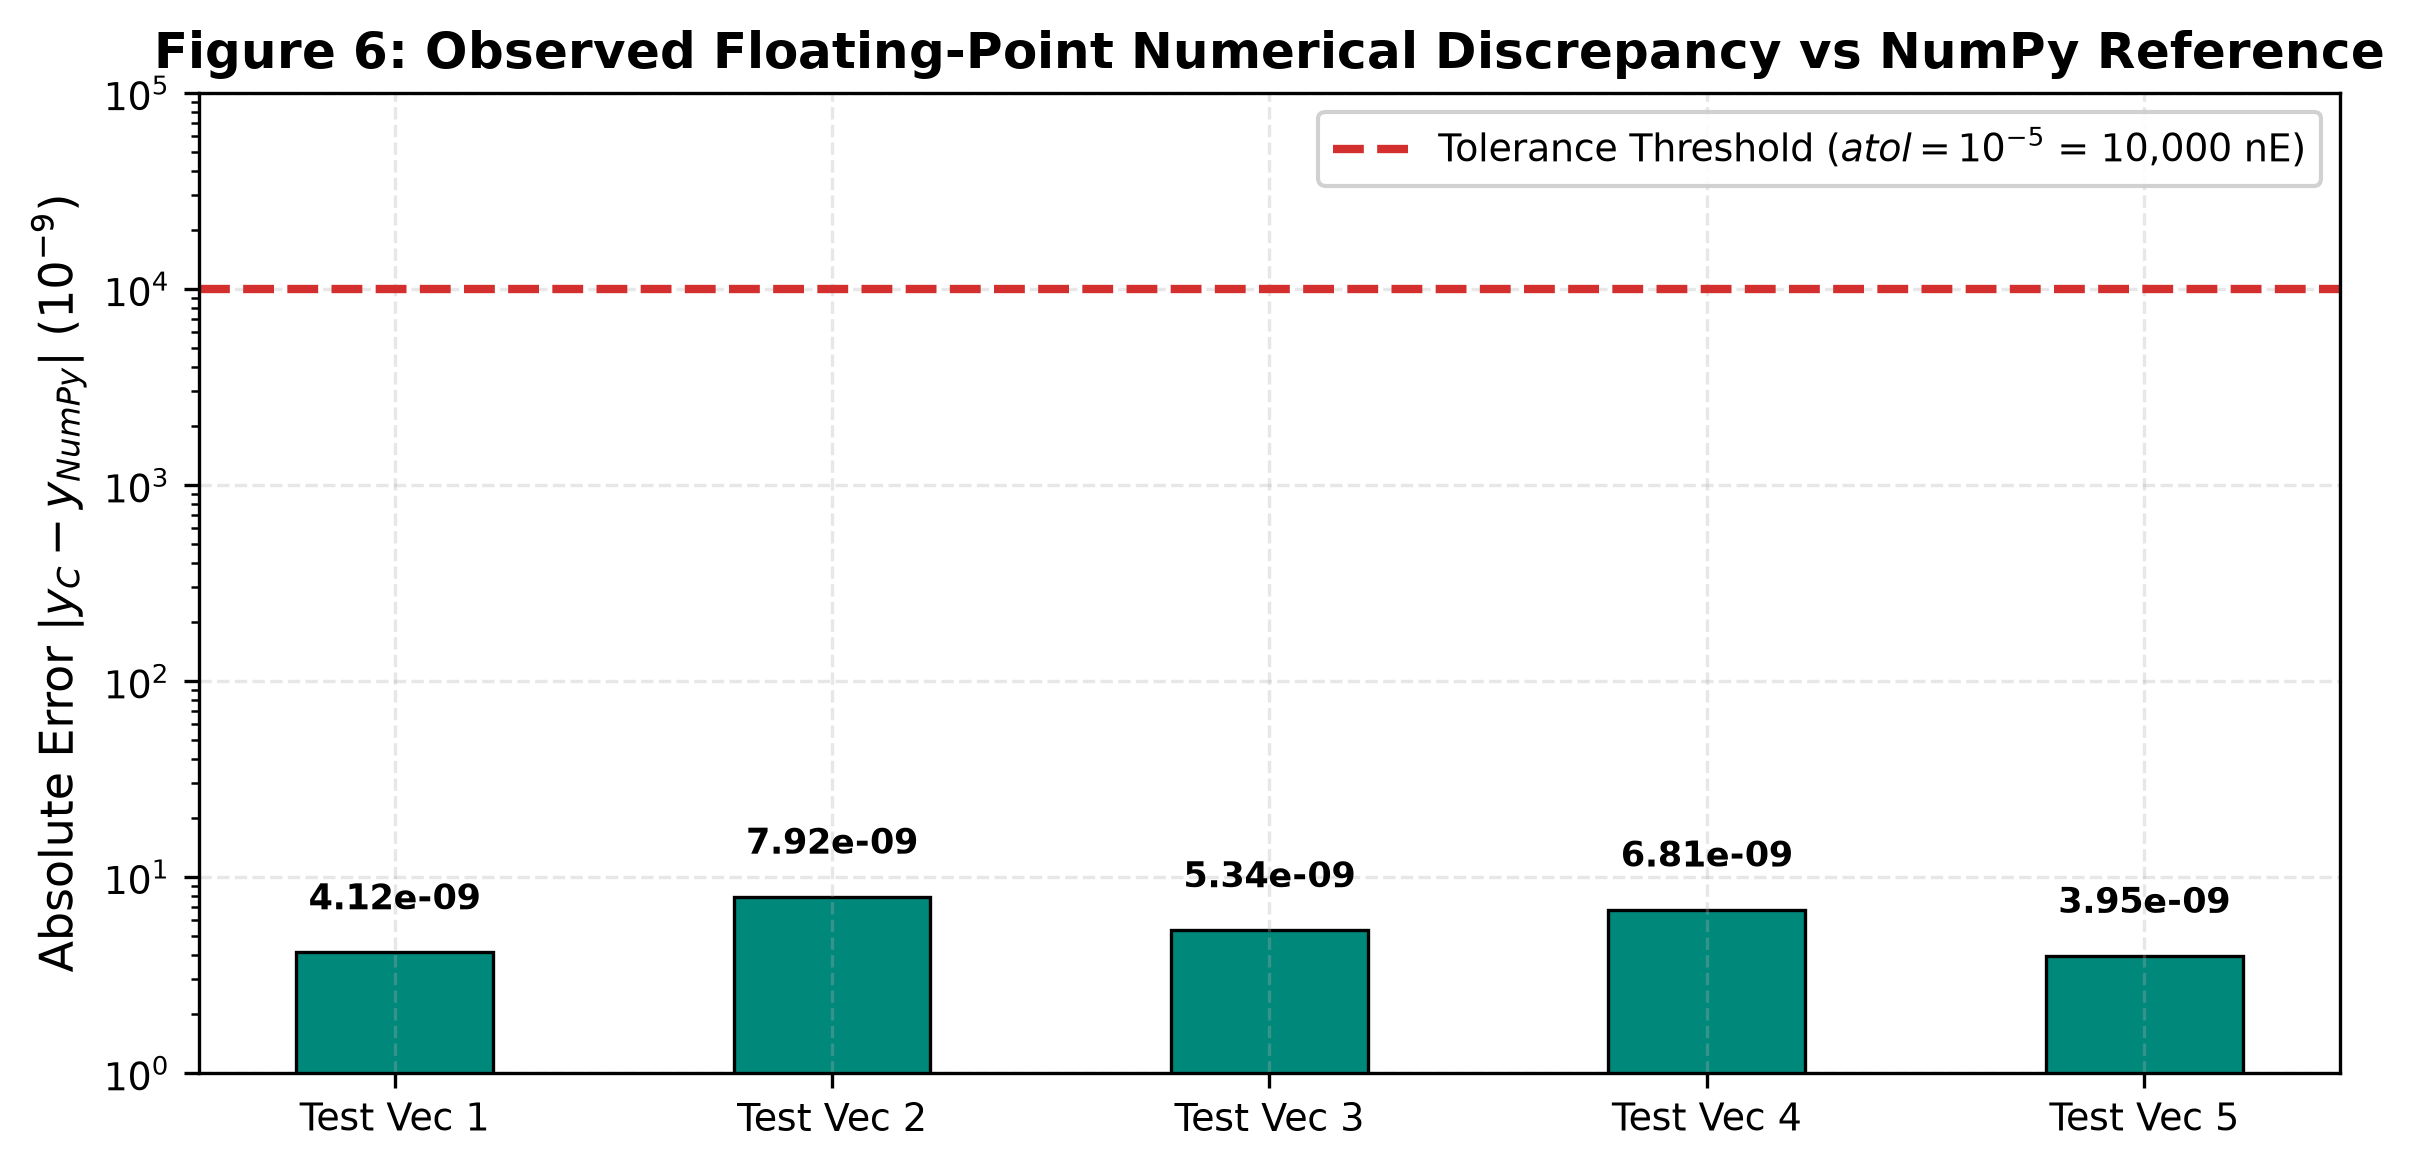 Figure 6: Observed Floating-Point Numerical Discrepancy vs NumPy Reference
Absolute Error |y_C − y_NumPy| (10⁻⁹)
10⁵
10⁴
10³
10²
10¹
10⁰
Tolerance Threshold (atol = 10⁻⁵ = 10,000 nE)
4.12e-09
7.92e-09
5.34e-09
6.81e-09
3.95e-09
Test Vec 1
Test Vec 2
Test Vec 3
Test Vec 4
Test Vec 5